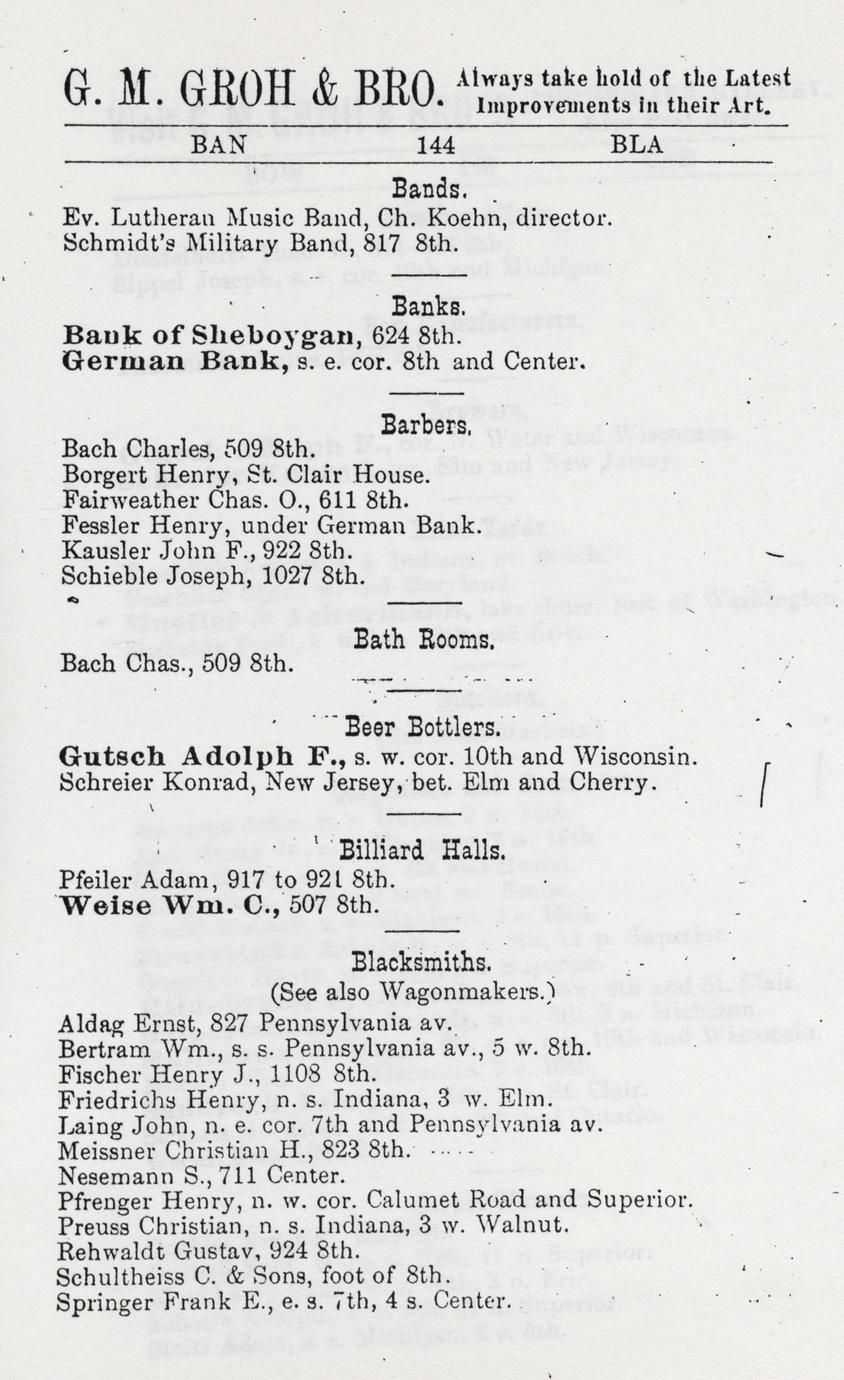 G. M. GROH & BRO. Always take hold of the Latest
Improvements in their Art.
BAN 144 BLA
Bands.
Ev. Lutheran Music Band, Ch. Koehn, director.
Schmidt's Military Band, 817 8th.
Banks.
Bank of Sheboygan, 624 8th.
German Bank, s. e. cor. 8th and Center.
Barbers.
Bach Charles, 509 8th.
Borgert Henry, St. Clair House.
Fairweather Chas. O., 611 8th.
Fessler Henry, under German Bank.
Kausler John F., 922 8th.
Schieble Joseph, 1027 8th.
Bath Rooms.
Bach Chas., 509 8th.
Beer Bottlers.
Gutsch Adolph F., s. w. cor. 10th and Wisconsin.
Schreier Konrad, New Jersey, bet. Elm and Cherry.
Billiard Halls.
Pfeiler Adam, 917 to 921 8th.
Weise Wm. C., 507 8th.
Blacksmiths.
(See also Wagonmakers.)
Aldag Ernst, 827 Pennsylvania av.
Bertram Wm., s. s. Pennsylvania av., 5 w. 8th.
Fischer Henry J., 1108 8th.
Friedrichs Henry, n. s. Indiana, 3 w. Elm.
Laing John, n. e. cor. 7th and Pennsylvania av.
Meissner Christian H., 823 8th.
Nesemann S., 711 Center.
Pfrenger Henry, n. w. cor. Calumet Road and Superior.
Preuss Christian, n. s. Indiana, 3 w. Walnut.
Rehwaldt Gustav, 924 8th.
Schultheiss C. & Sons, foot of 8th.
Springer Frank E., e. s. 7th, 4 s. Center.